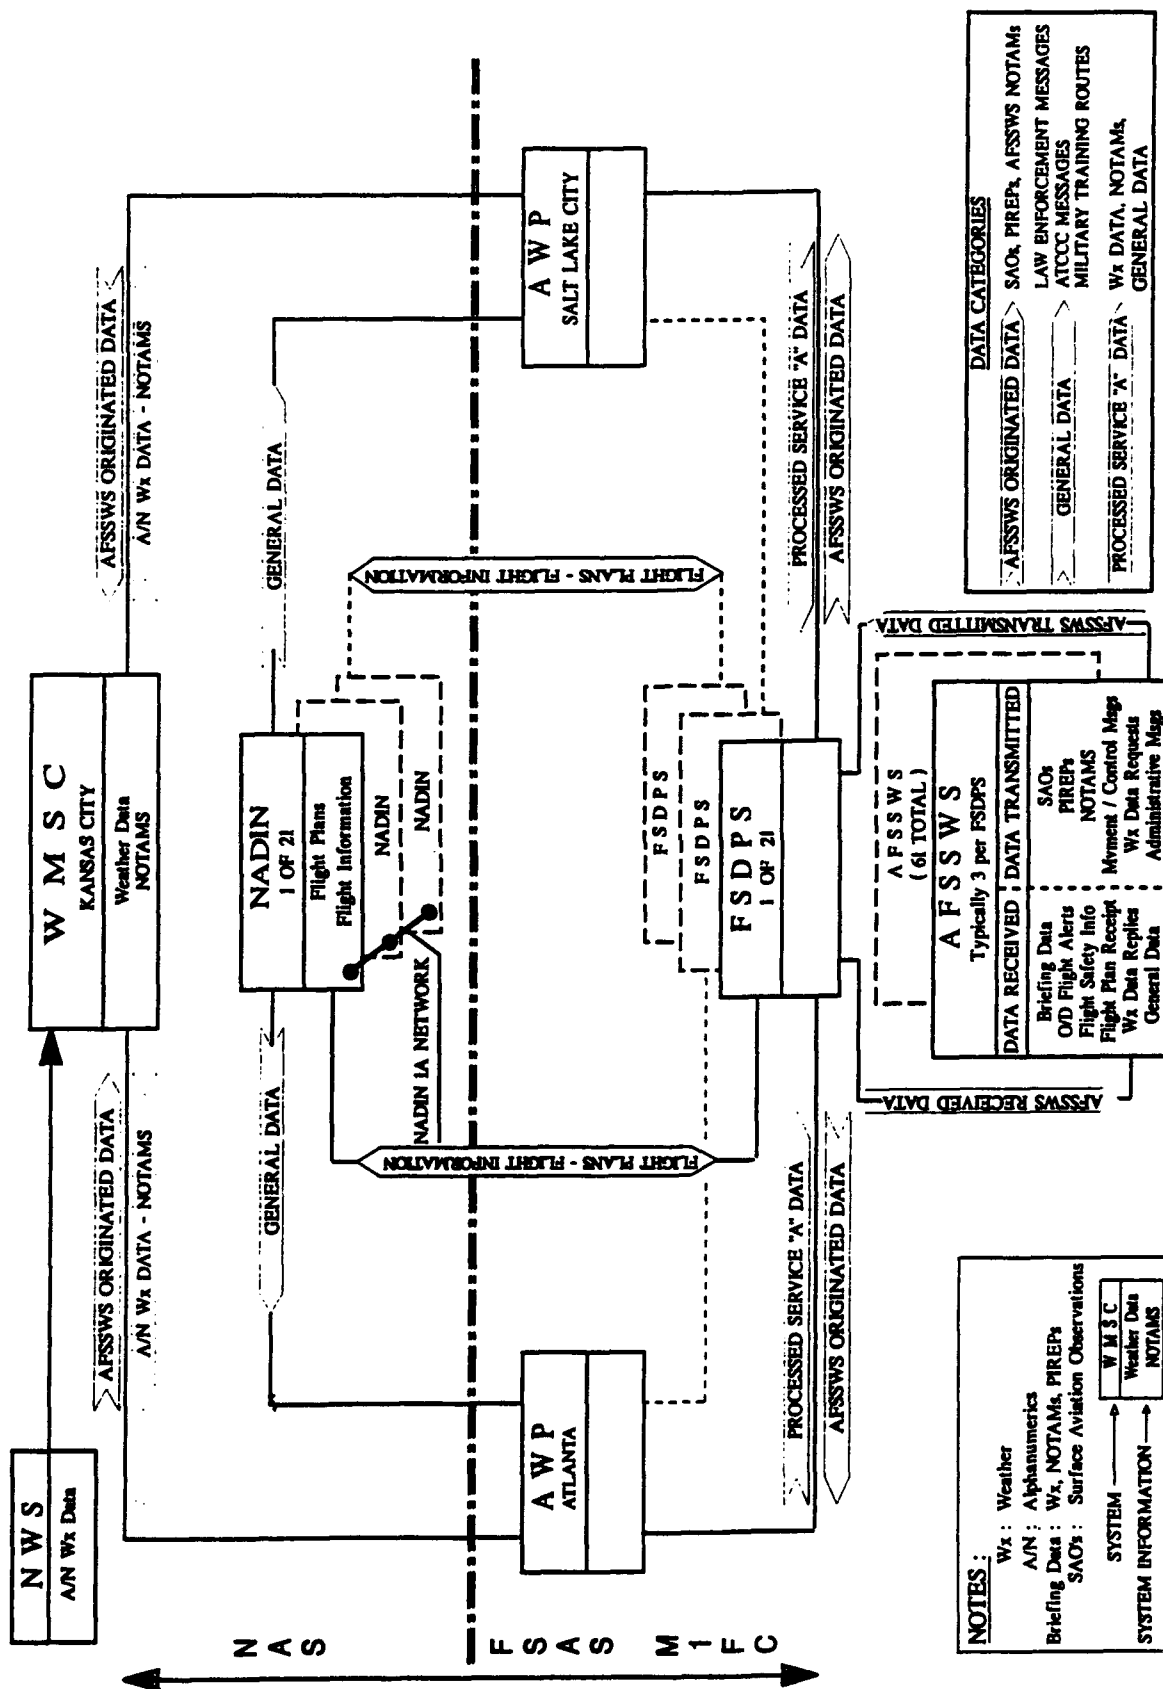 N W S
A/N Wx Data
W M S C
KANSAS CITY
Weather Data
NOTAMS
AFSSWS ORIGINATED DATA
A/N Wx DATA - NOTAMS
AFSSWS ORIGINATED DATA
A/N Wx DATA - NOTAMS
N A S
F S A S M 1 F C
GENERAL DATA
NADIN
1 OF 21
Flight Plans
Flight Information
NADIN
NADIN
GENERAL DATA
NADIN 1A NETWORK
FLIGHT PLANS - FLIGHT INFORMATION
FLIGHT PLANS - FLIGHT INFORMATION
A W P
ATLANTA
A W P
SALT LAKE CITY
F S D P S
F S D P S
F S D P S
1 OF 21
PROCESSED SERVICE "A" DATA
AFSSWS ORIGINATED DATA
PROCESSED SERVICE "A" DATA
AFSSWS ORIGINATED DATA
AFSSWS RECEIVED DATA
AFSSWS TRANSMITTED DATA
A F S S W S
( 61 TOTAL )
A F S S W S
Typically 3 per FSDPS
DATA RECEIVED
Briefing Data
O/D Flight Alerts
Flight Safety Info
Flight Plan Receipt
Wx Data Replies
General Data
DATA TRANSMITTED
SAOs
PIREPs
NOTAMS
Mvment / Control Msgs
Wx Data Requests
Administrative Msgs
NOTES :
Wx : Weather
A/N : Alphanumerics
Briefing Data : Wx, NOTAMs, PIREPs
SAO's : Surface Aviation Observations
SYSTEM
W M S C
SYSTEM INFORMATION
Weather Data
NOTAMS
DATA CATEGORIES
AFSSWS ORIGINATED DATA
SAOs, PIREPs, AFSSWS NOTAMs
GENERAL DATA
LAW ENFORCEMENT MESSAGES
ATCCC MESSAGES
MILITARY TRAINING ROUTES
PROCESSED SERVICE "A" DATA
Wx DATA, NOTAMs,
GENERAL DATA